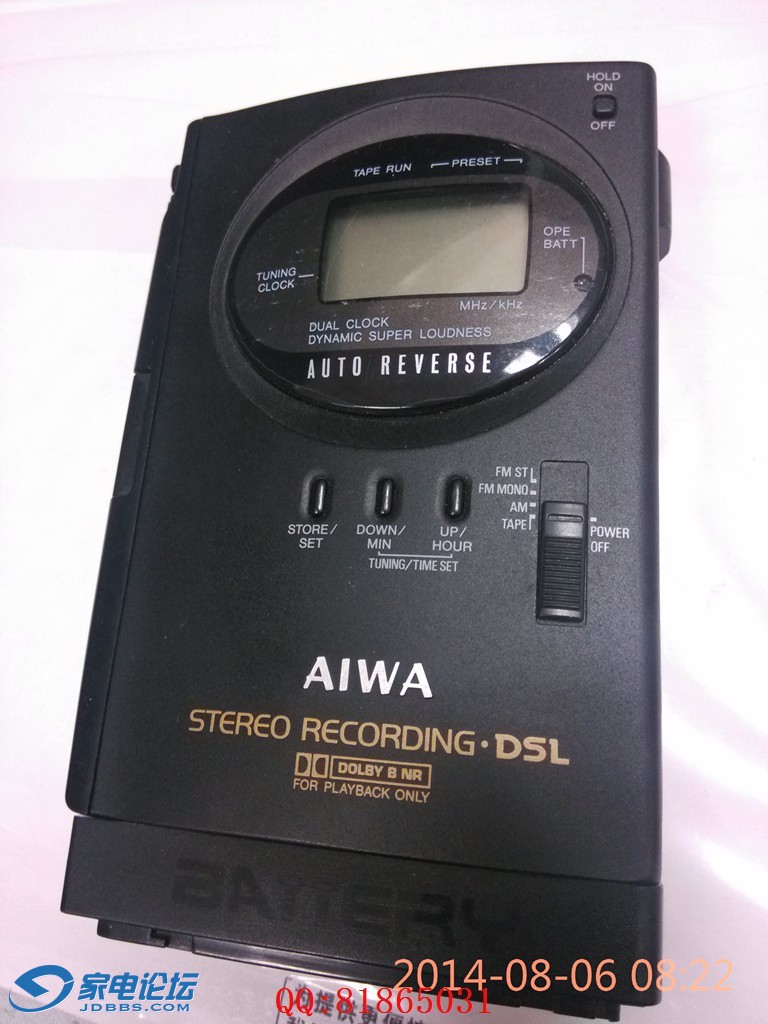 HOLD
ON
OFF
TAPE RUN
PRESET
OPE
BATT
TUNING
CLOCK
MHz/kHz
DUAL CLOCK
DYNAMIC SUPER LOUDNESS
AUTO REVERSE
FM ST
FM MONO
AM
TAPE
POWER
OFF
STORE/
SET
DOWN/
MIN
UP/
HOUR
TUNING/TIME SET
AIWA
STEREO RECORDING·DSL
DOLBY B NR
FOR PLAYBACK ONLY
BATTERY
2014-08-06 08:22
家电论坛
JDBBS.COM
QQ 81865031